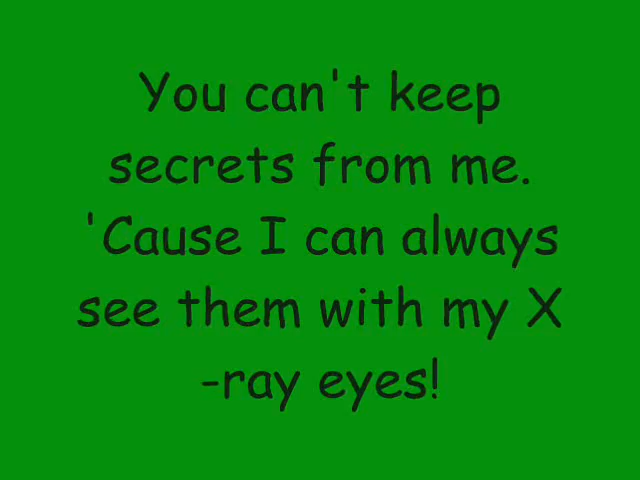 You can't keep
secrets from me.
'Cause I can always
see them with my X
-ray eyes!